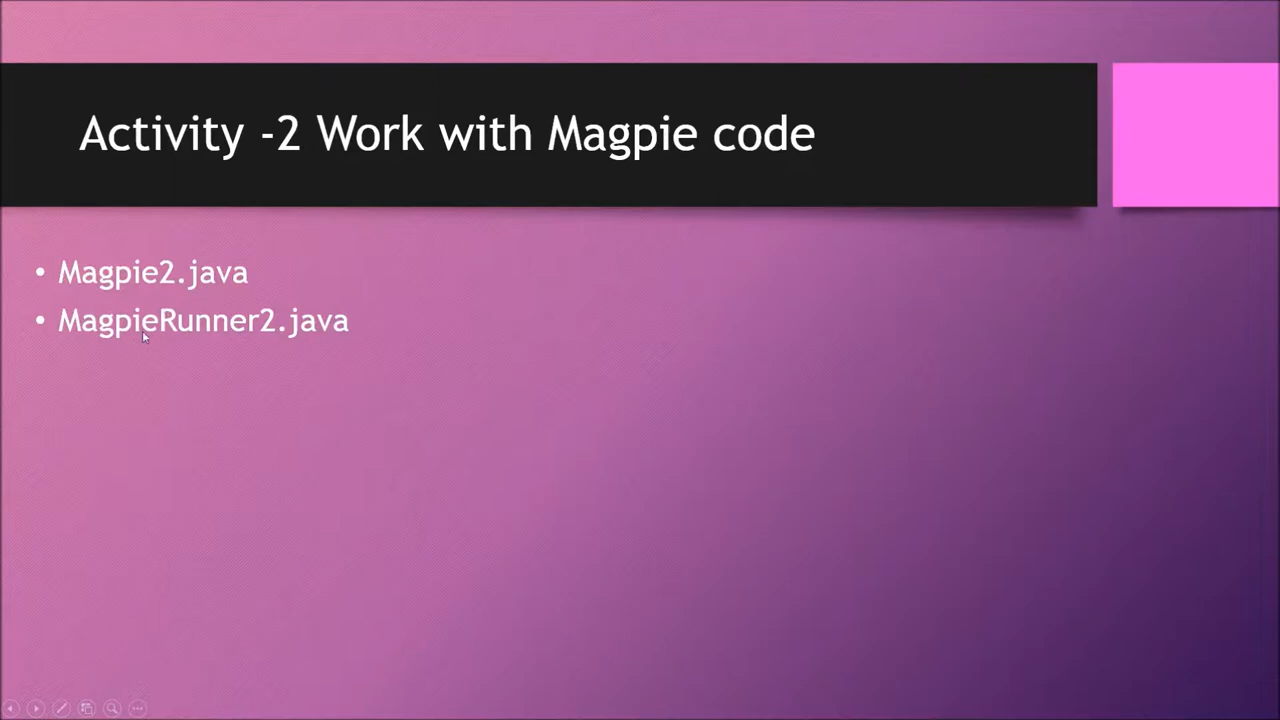 Activity -2 Work with Magpie code
• Magpie2.java
• MagpieRunner2.java